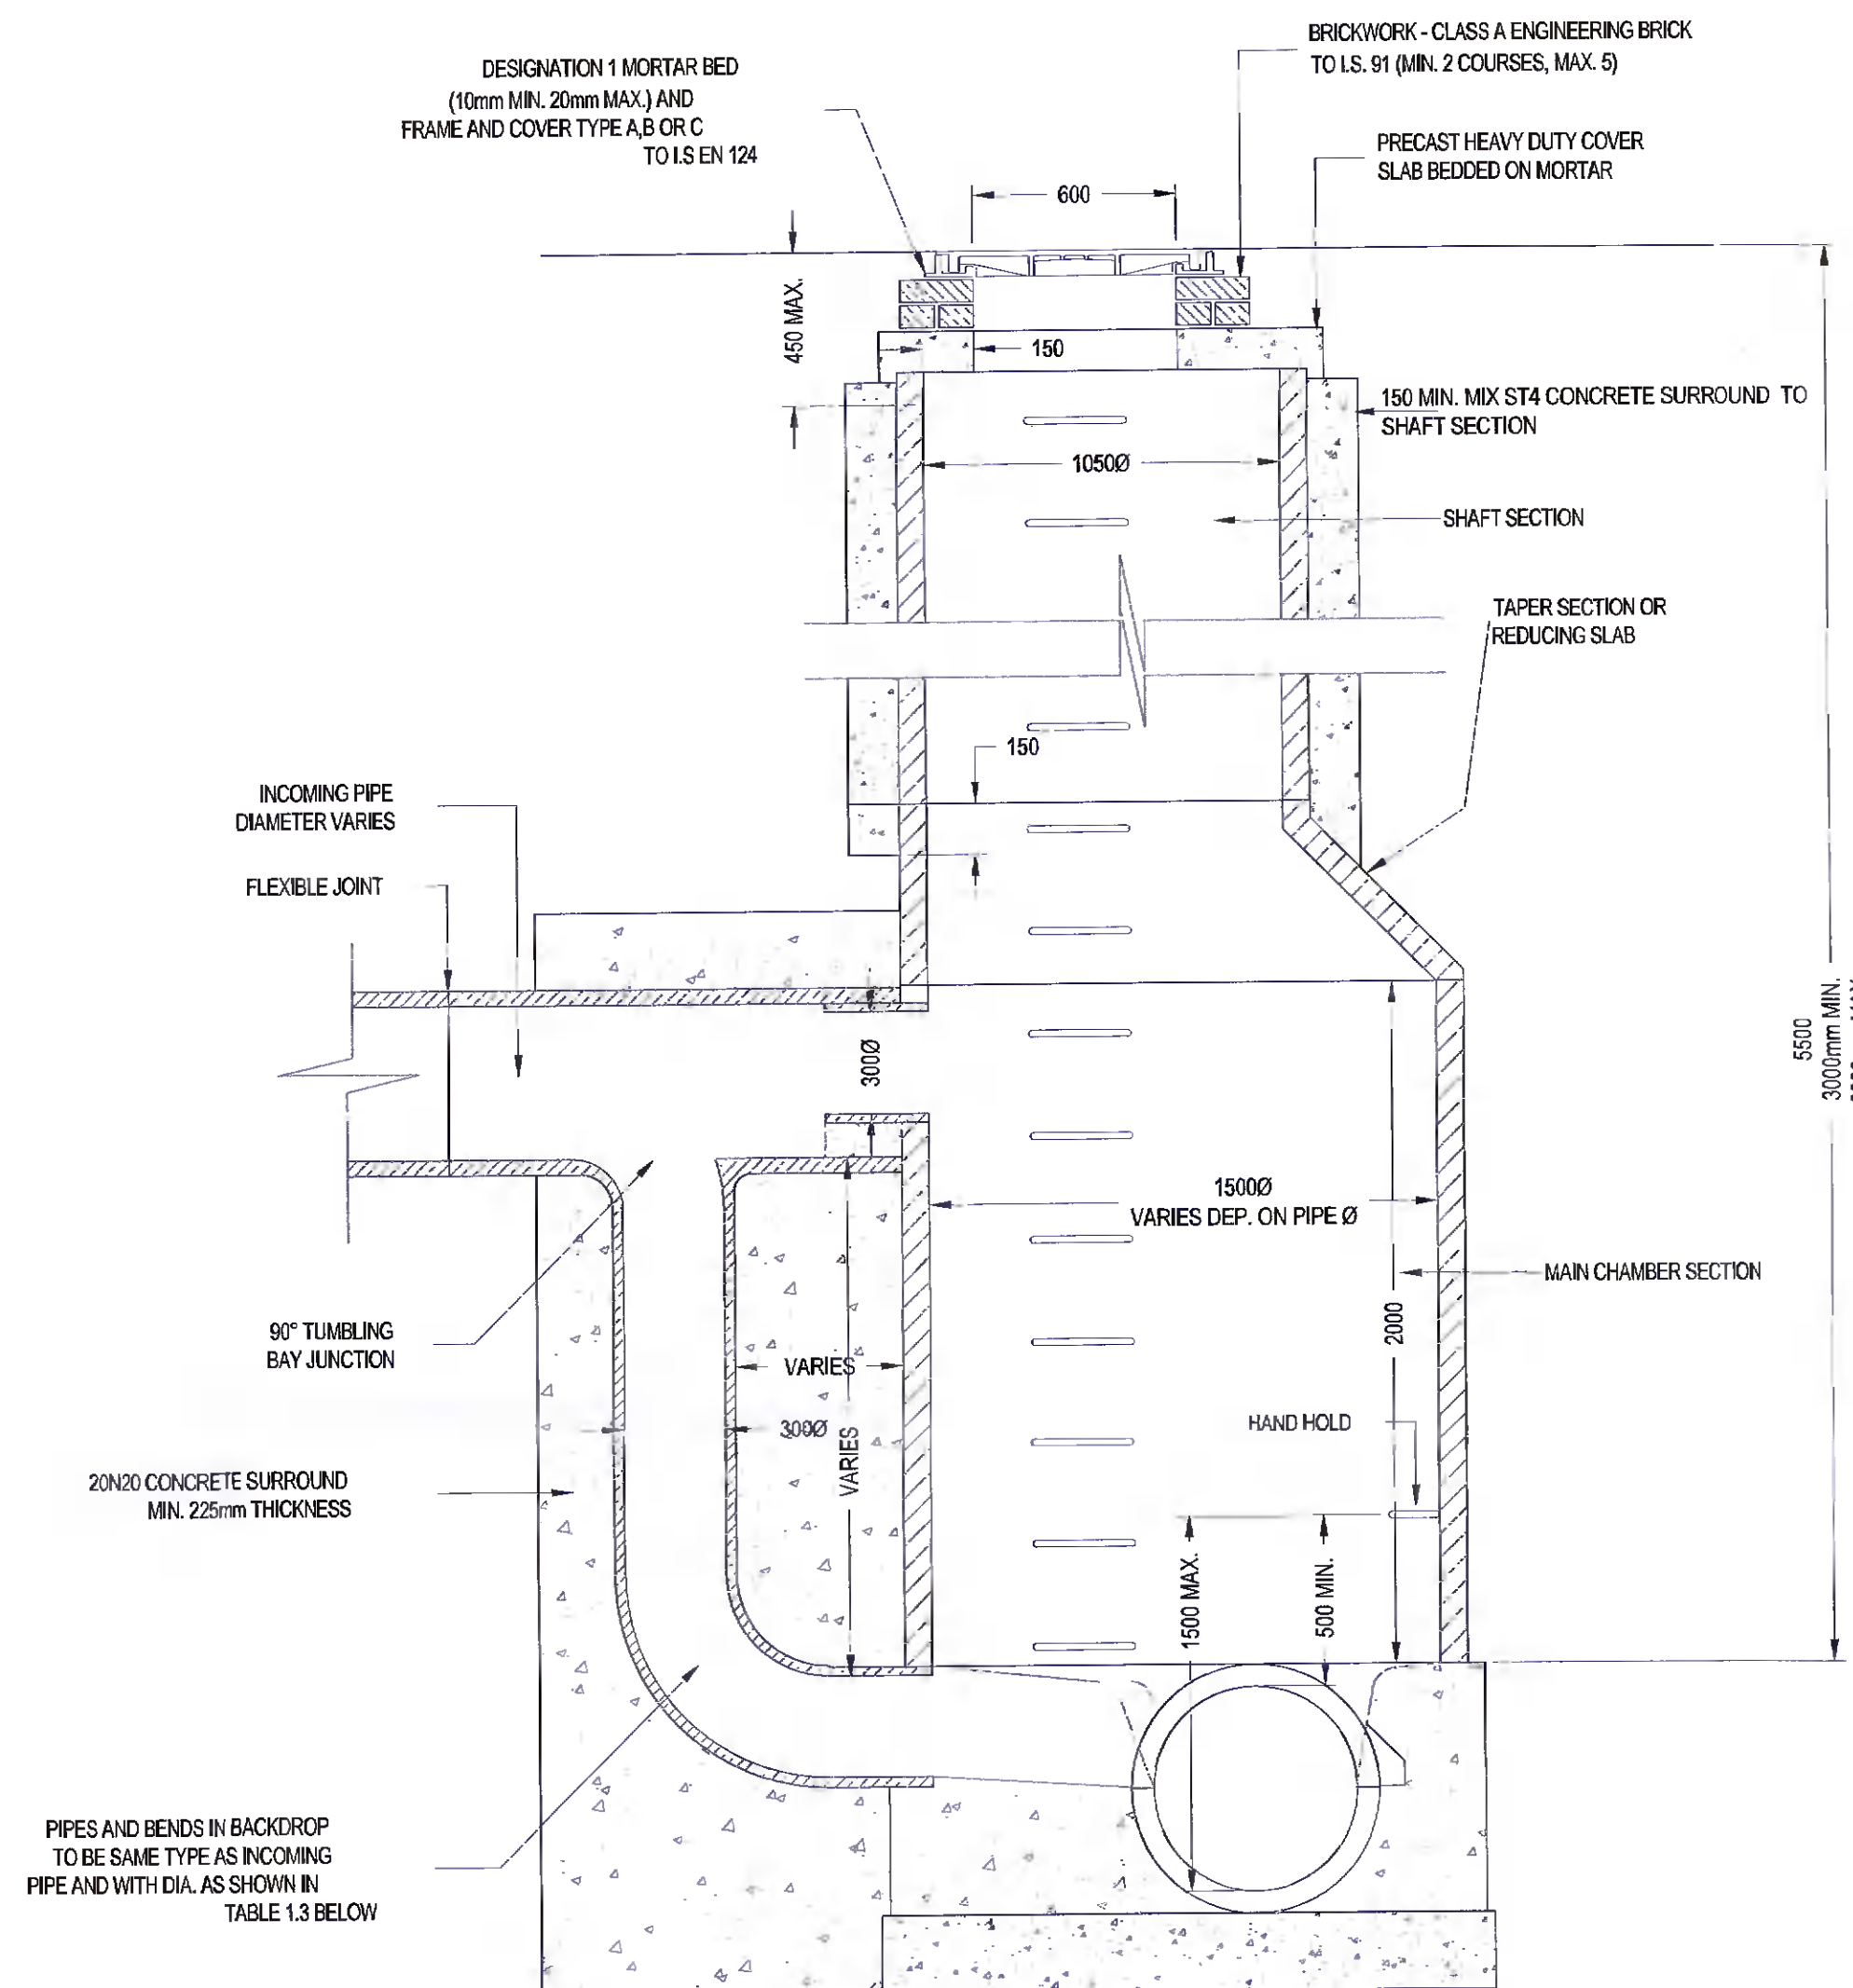 BRICKWORK - CLASS A ENGINEERING BRICK
TO I.S. 91 (MIN. 2 COURSES, MAX. 5)
DESIGNATION 1 MORTAR BED
(10mm MIN. 20mm MAX.) AND
FRAME AND COVER TYPE A,B OR C
TO I.S EN 124
PRECAST HEAVY DUTY COVER
SLAB BEDDED ON MORTAR
600
450 MAX.
150
150 MIN. MIX ST4 CONCRETE SURROUND TO
SHAFT SECTION
1050Ø
SHAFT SECTION
TAPER SECTION OR
REDUCING SLAB
150
INCOMING PIPE
DIAMETER VARIES
FLEXIBLE JOINT
300Ø
5500
3000mm MIN.
1500Ø
VARIES DEP. ON PIPE Ø
MAIN CHAMBER SECTION
2000
90° TUMBLING
BAY JUNCTION
VARIES
300Ø
VARIES
HAND HOLD
20N20 CONCRETE SURROUND
MIN. 225mm THICKNESS
1500 MAX.
500 MIN.
PIPES AND BENDS IN BACKDROP
TO BE SAME TYPE AS INCOMING
PIPE AND WITH DIA. AS SHOWN IN
TABLE 1.3 BELOW